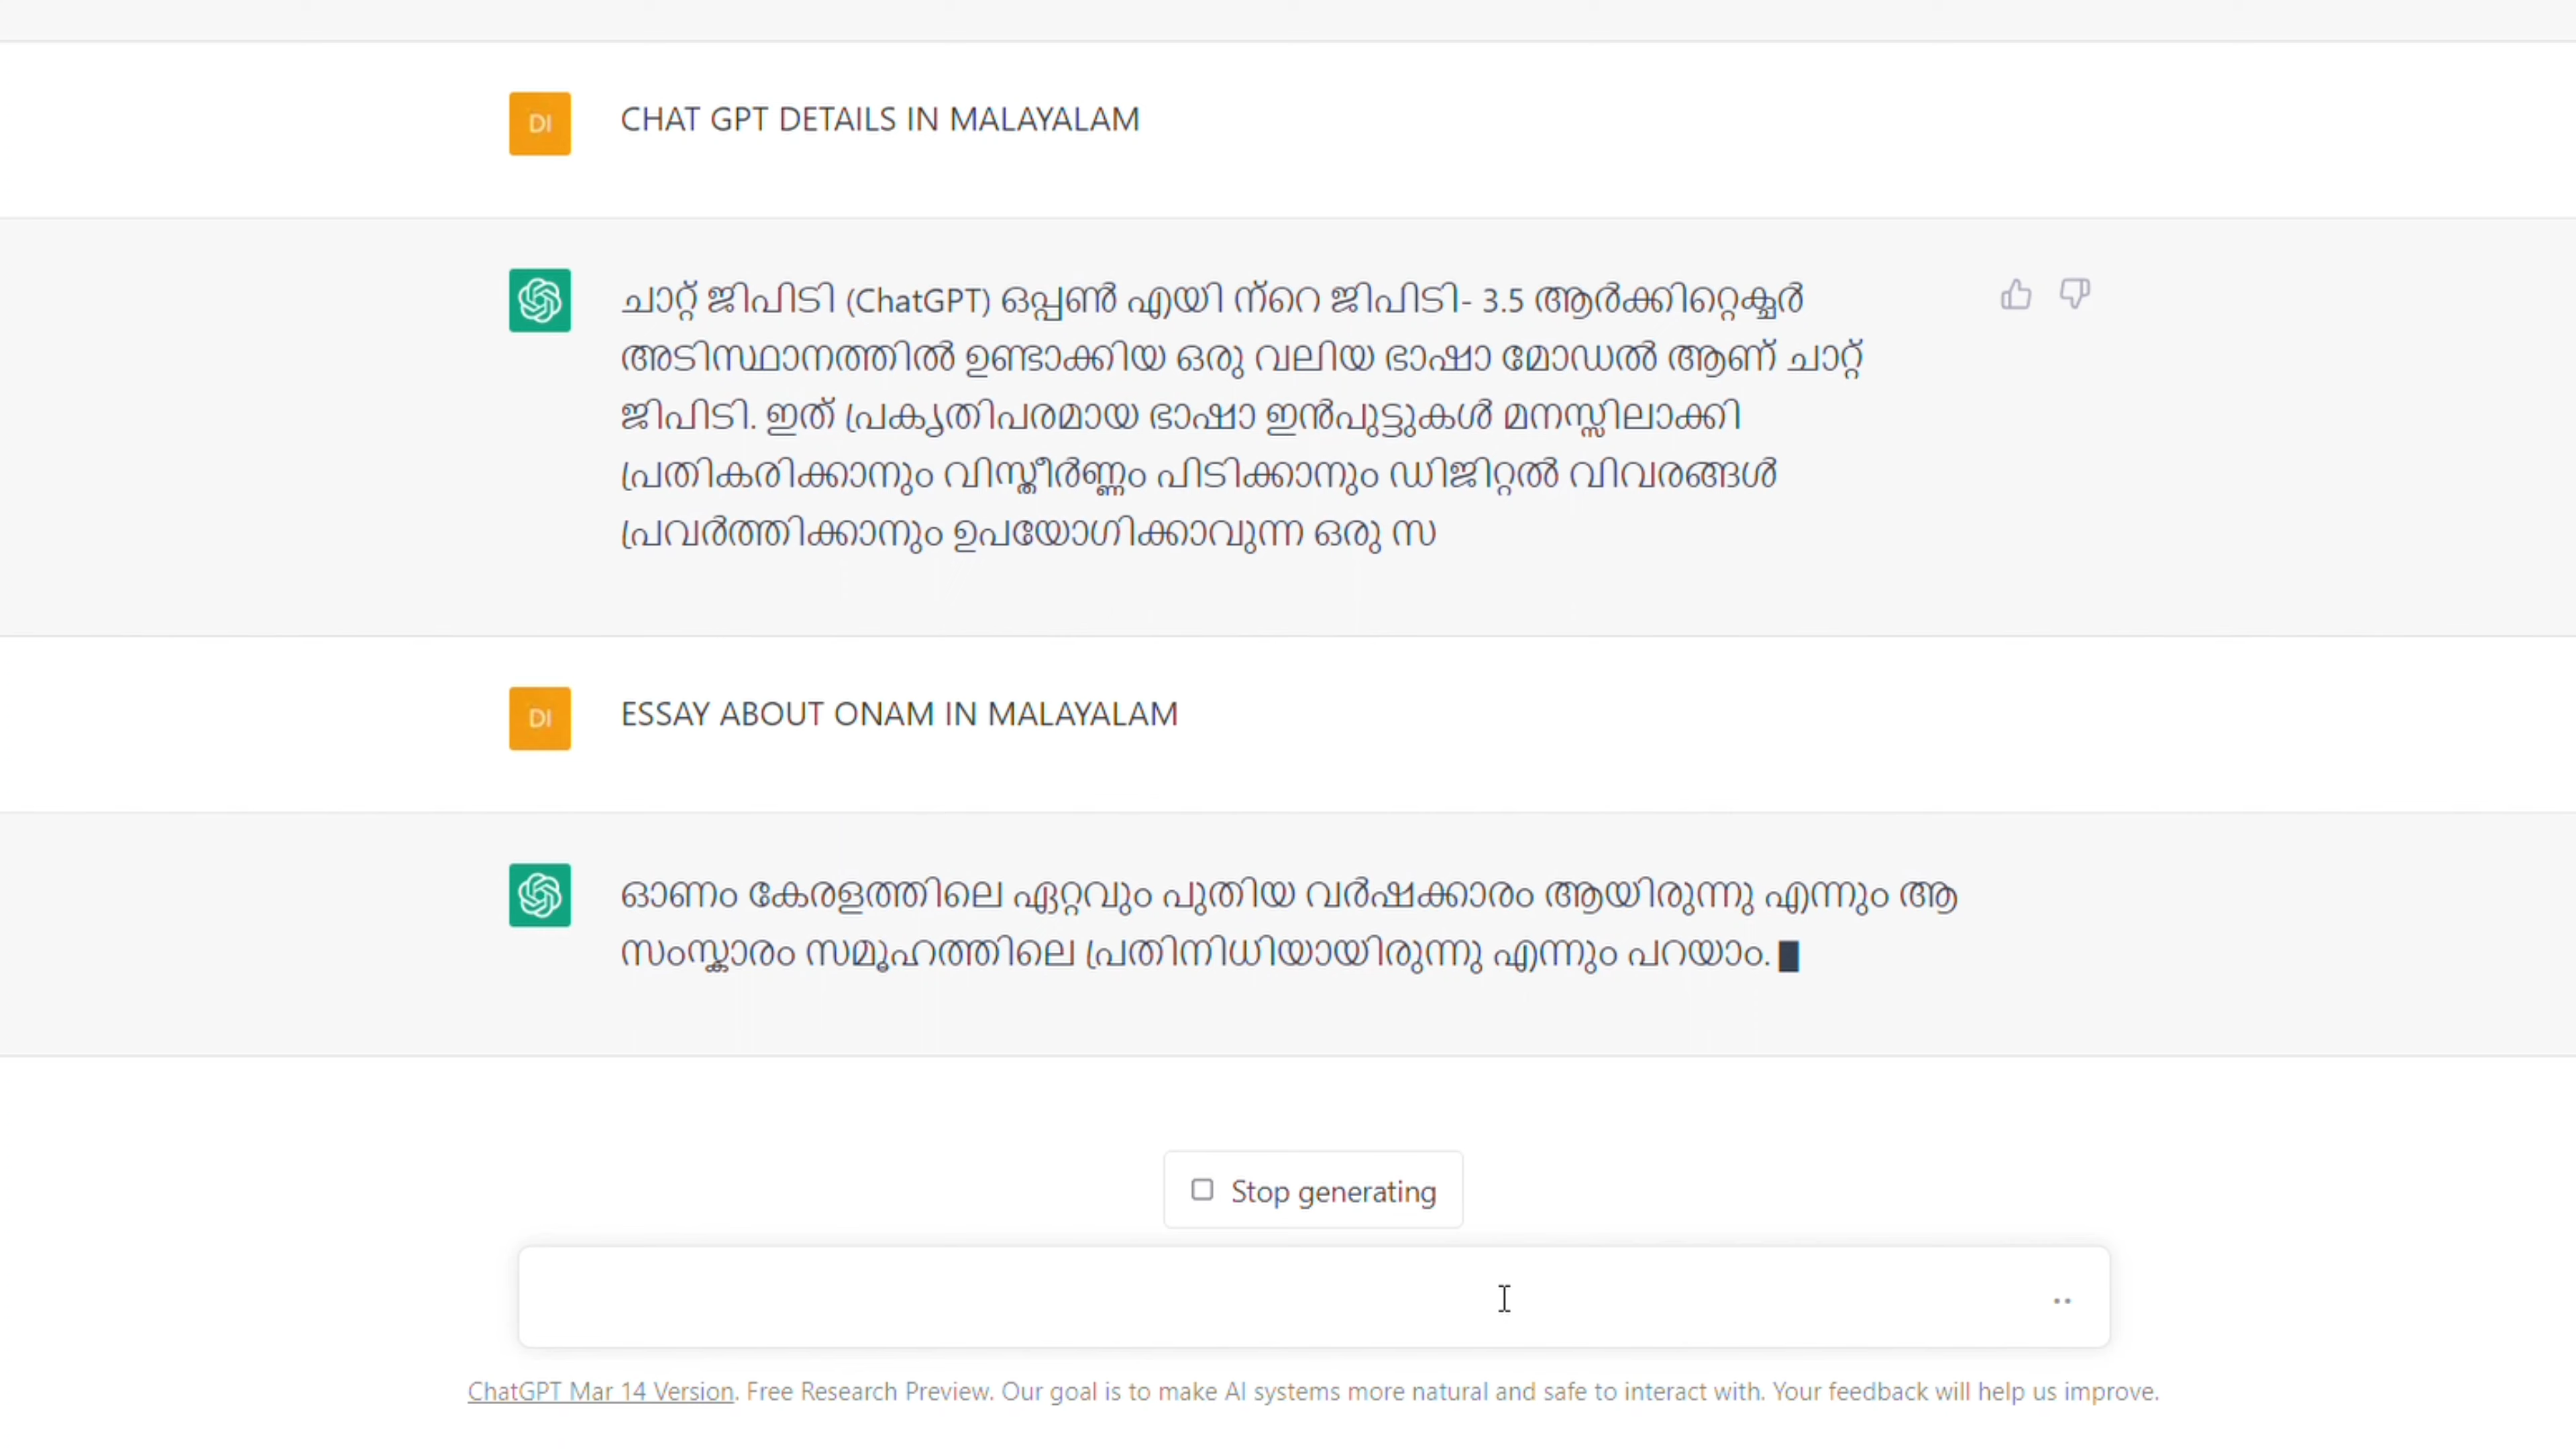 DI
CHAT GPT DETAILS IN MALAYALAM
ചാറ്റ് ജിപിടി (ChatGPT) ഒപ്പൺ എയി ന്റെ ജിപിടി- 3.5 ആർക്കിറ്റെക്ചർ
അടിസ്ഥാനത്തിൽ ഉണ്ടാക്കിയ ഒരു വലിയ ഭാഷാ മോഡൽ ആണ് ചാറ്റ്
ജിപിടി. ഇത് പ്രകൃതിപരമായ ഭാഷാ ഇൻപുട്ടുകൾ മനസ്സിലാക്കി
പ്രതികരിക്കാനും വിസ്തീർണ്ണം പിടിക്കാനും ഡിജിറ്റൽ വിവരങ്ങൾ
പ്രവർത്തിക്കാനും ഉപയോഗിക്കാവുന്ന ഒരു സ
DI
ESSAY ABOUT ONAM IN MALAYALAM
ഓണം കേരളത്തിലെ ഏറ്റവും പുതിയ വർഷക്കാരം ആയിരുന്നു എന്നും ആ
സംസ്കാരം സമൂഹത്തിലെ പ്രതിനിധിയായിരുന്നു എന്നും പറയാം.
Stop generating
ChatGPT Mar 14 Version. Free Research Preview. Our goal is to make AI systems more natural and safe to interact with. Your feedback will help us improve.